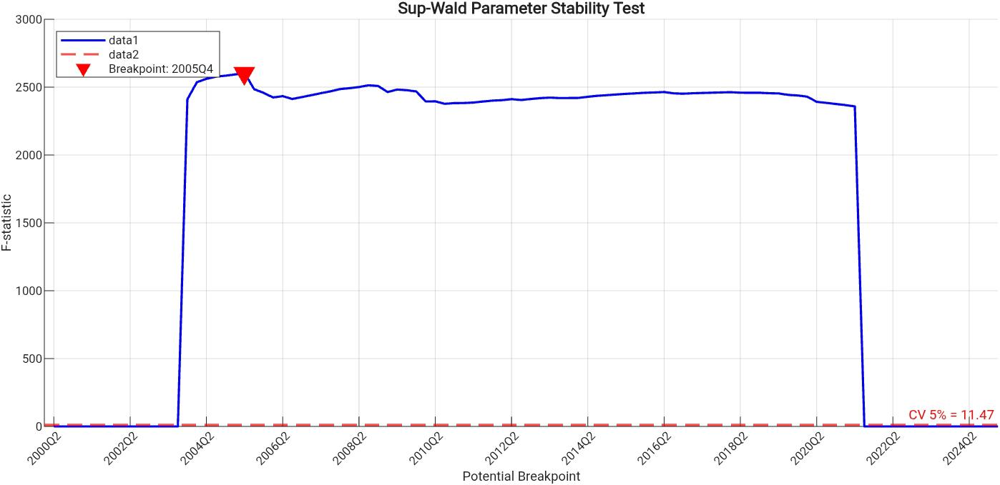 Sup-Wald Parameter Stability Test
3000
data1
data2
Breakpoint: 2005Q4
2500
2000
1500
F-statistic
1000
500
CV 5% = 11.47
0
2000Q2 2002Q2 2004Q2 2006Q2 2008Q2 2010Q2 2012Q2 2014Q2 2016Q2 2018Q2 2020Q2 2022Q2 2024Q2
Potential Breakpoint